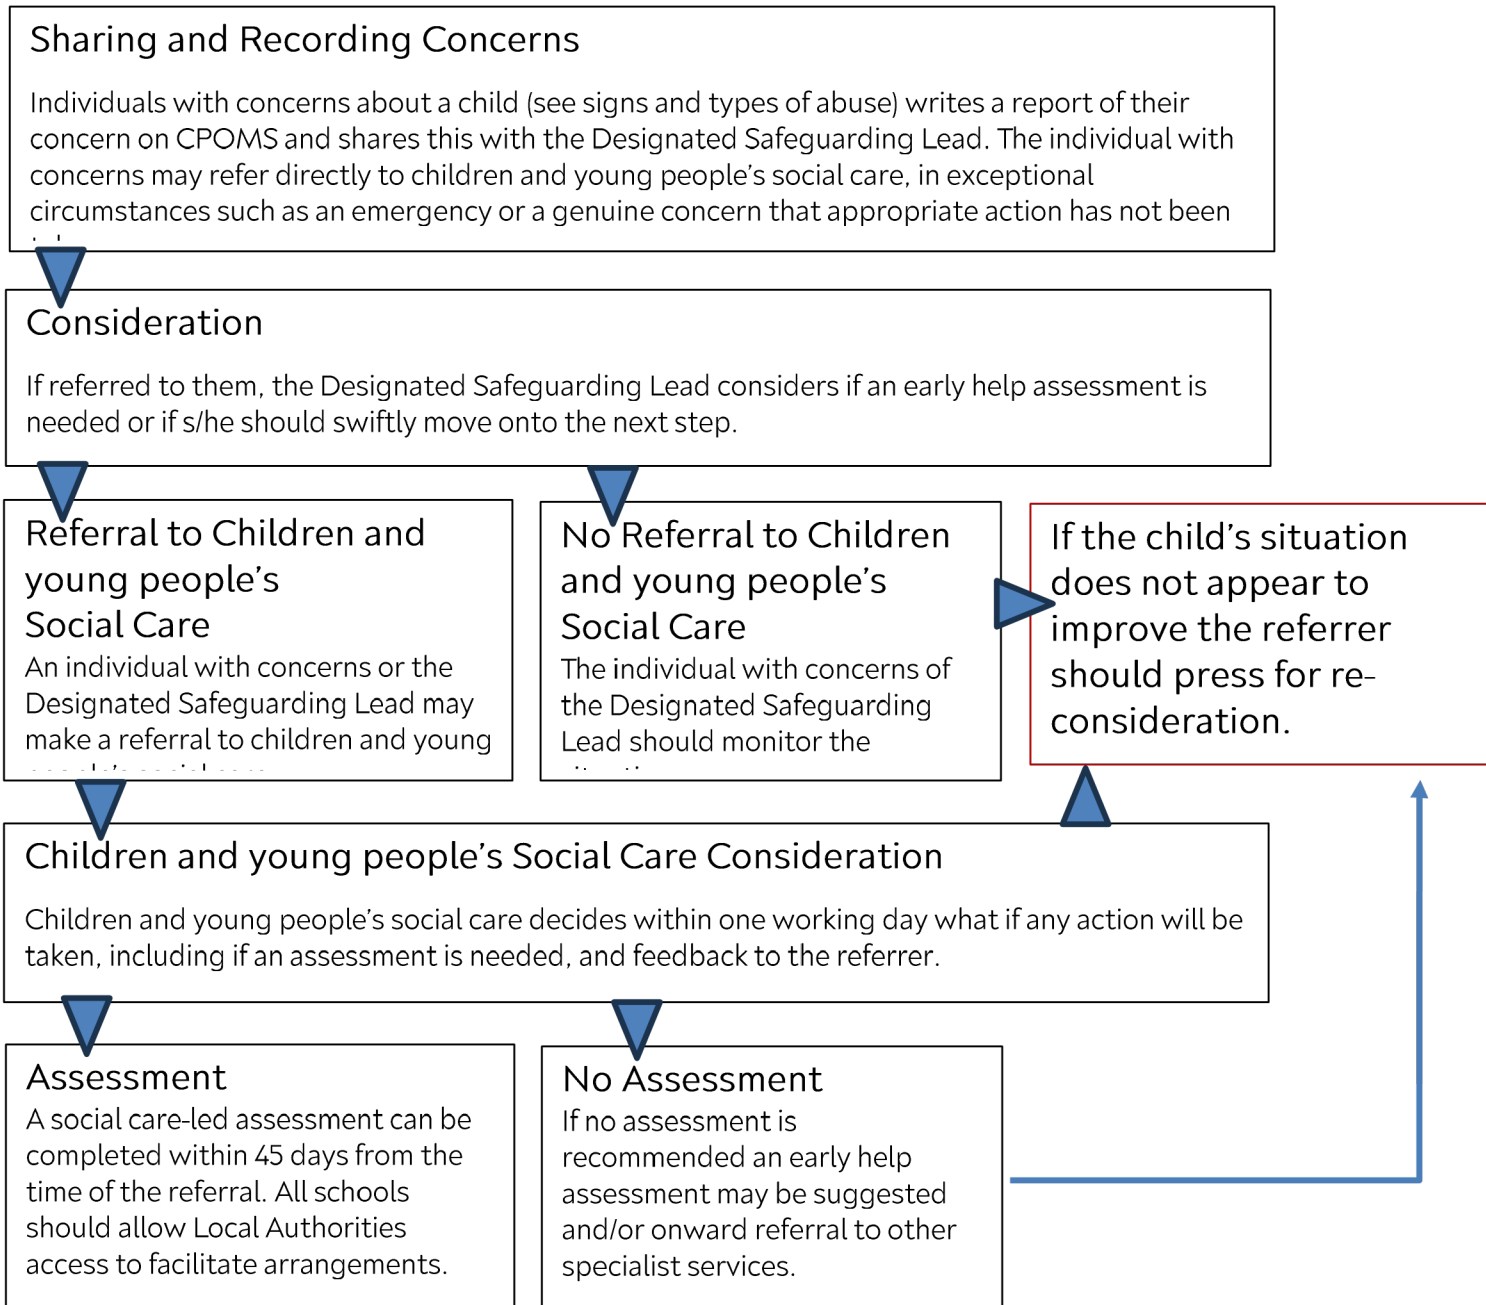 Sharing and Recording Concerns
Individuals with concerns about a child (see signs and types of abuse) writes a report of their
concern on CPOMS and shares this with the Designated Safeguarding Lead. The individual with
concerns may refer directly to children and young people's social care, in exceptional
circumstances such as an emergency or a genuine concern that appropriate action has not been
Consideration
If referred to them, the Designated Safeguarding Lead considers if an early help assessment is
needed or if s/he should swiftly move onto the next step.
Referral to Children and
young people's
Social Care
An individual with concerns or the
Designated Safeguarding Lead may
make a referral to children and young
No Referral to Children
and young people's
Social Care
The individual with concerns of
the Designated Safeguarding
Lead should monitor the
If the child's situation
does not appear to
improve the referrer
should press for re-
consideration.
Children and young people's Social Care Consideration
Children and young people's social care decides within one working day what if any action will be
taken, including if an assessment is needed, and feedback to the referrer.
Assessment
A social care-led assessment can be
completed within 45 days from the
time of the referral. All schools
should allow Local Authorities
access to facilitate arrangements.
No Assessment
If no assessment is
recommended an early help
assessment may be suggested
and/or onward referral to other
specialist services.